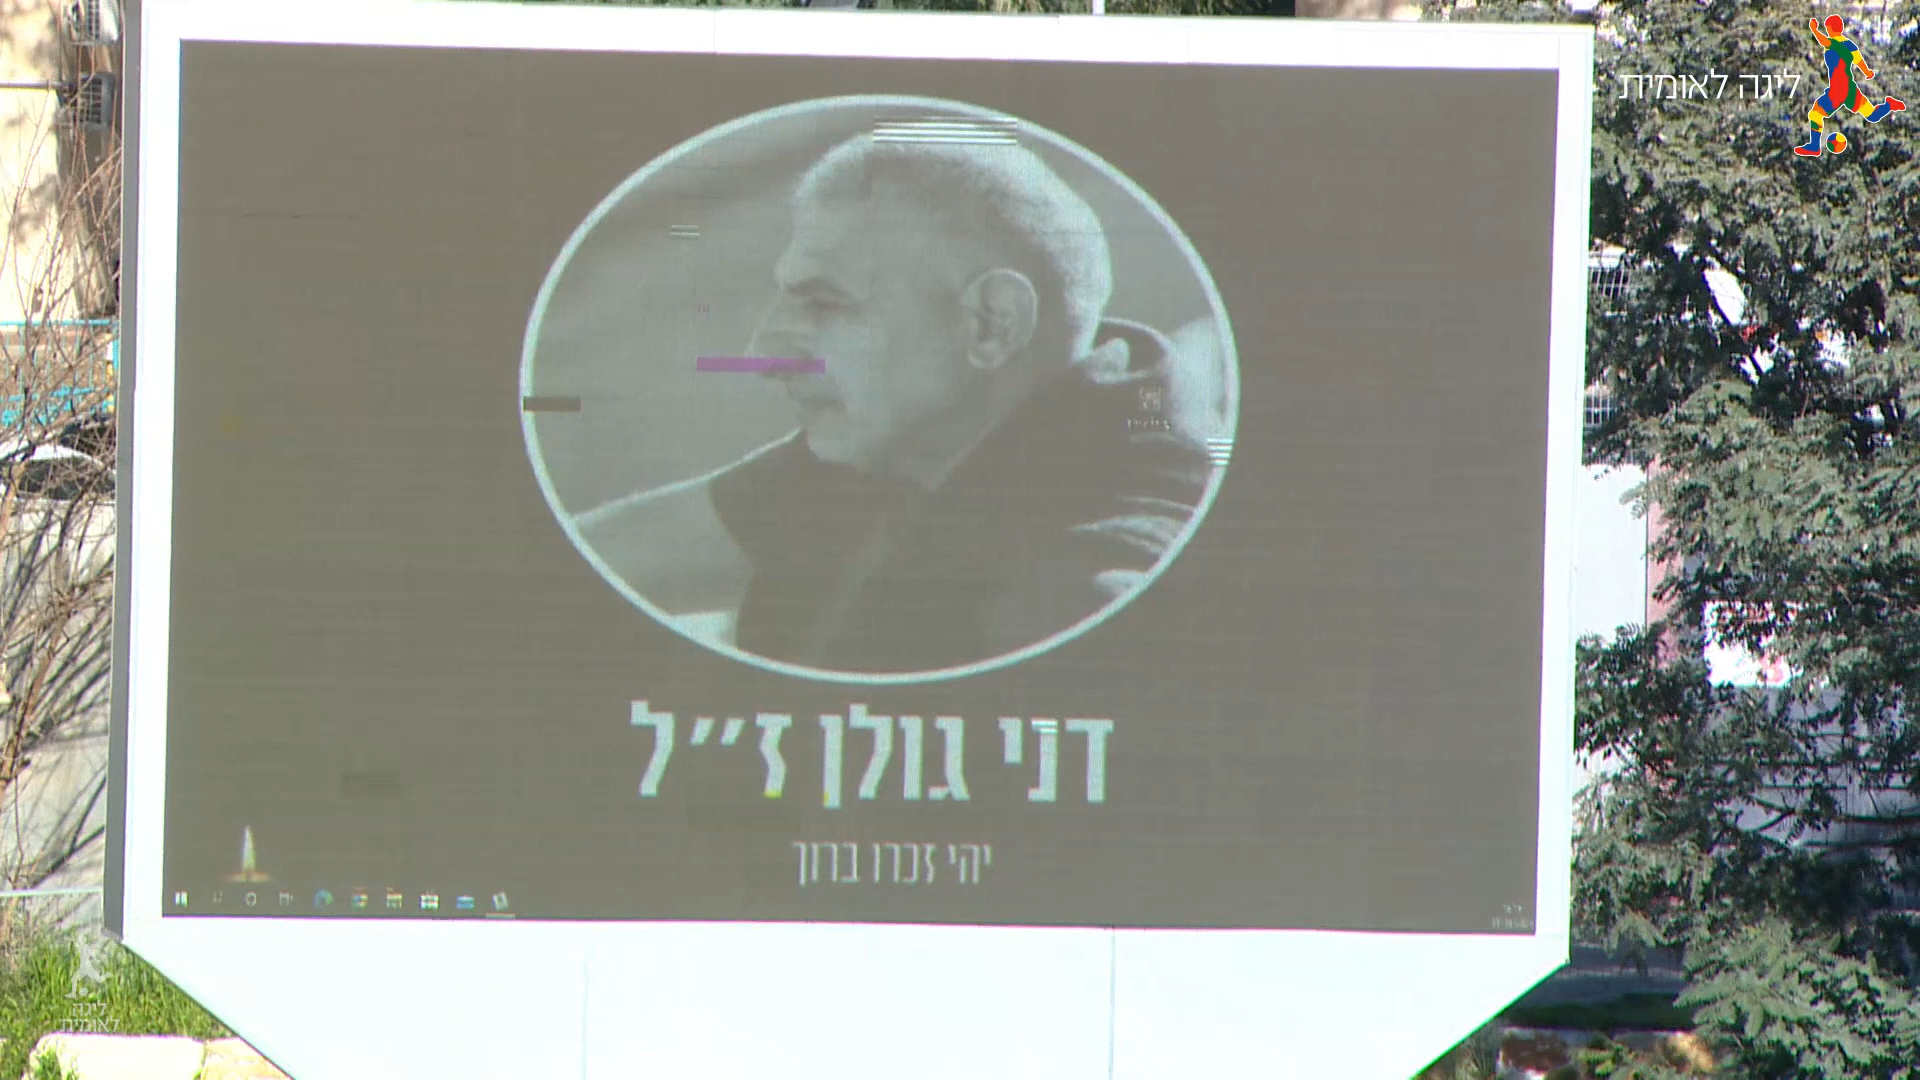 ליגה לאומית
דני גולן ז״ל
יהי זכרו ברוך
ליגה
לאומית